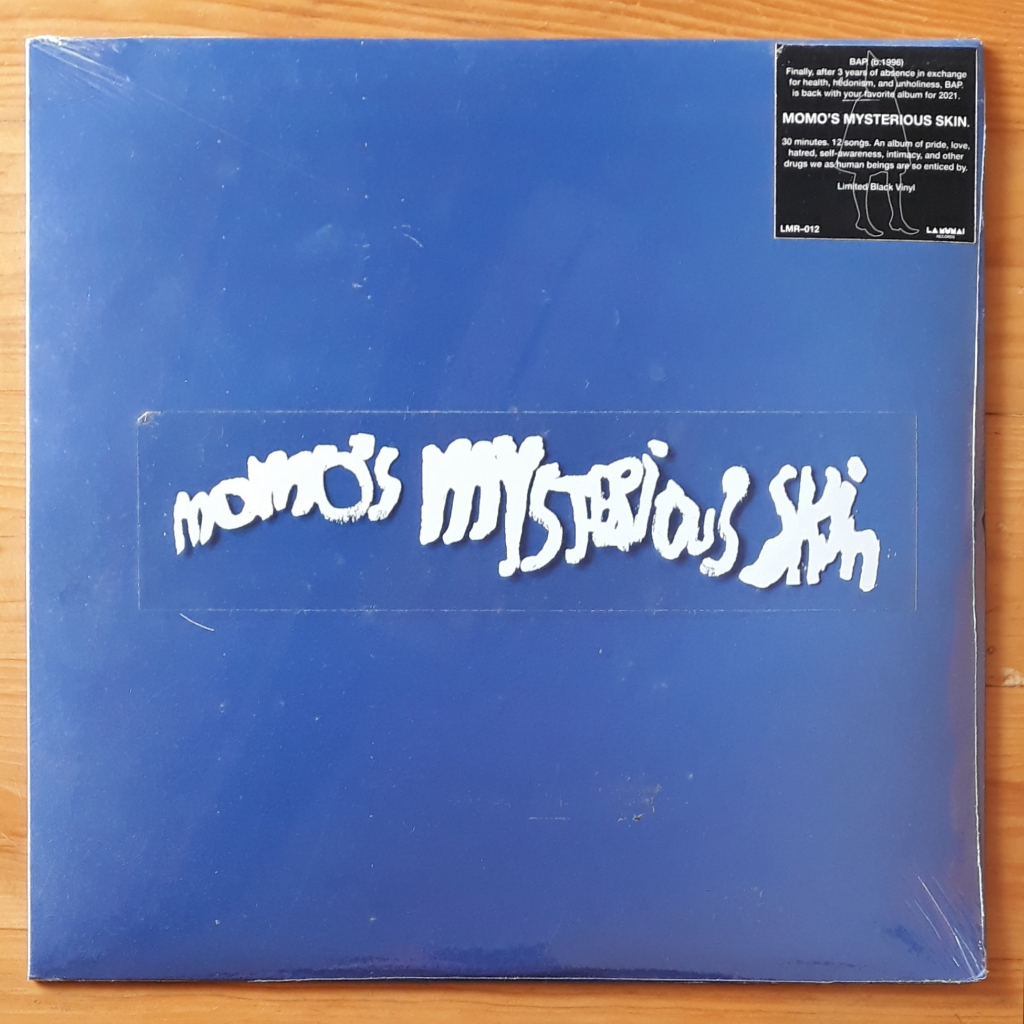 BAP. (b.1996)
Finally, after 3 years of absence in exchange
for health, hedonism, and unholiness, BAP.
is back with your favorite album for 2021.
MOMO'S MYSTERIOUS SKIN.
30 minutes. 12 songs. An album of pride, love,
hatred, self-awareness, intimacy, and other
drugs we as human beings are so enticed by.
Limited Black Vinyl
LMR-012
LA MUNAI
RECORDS
momo's mysterious skin